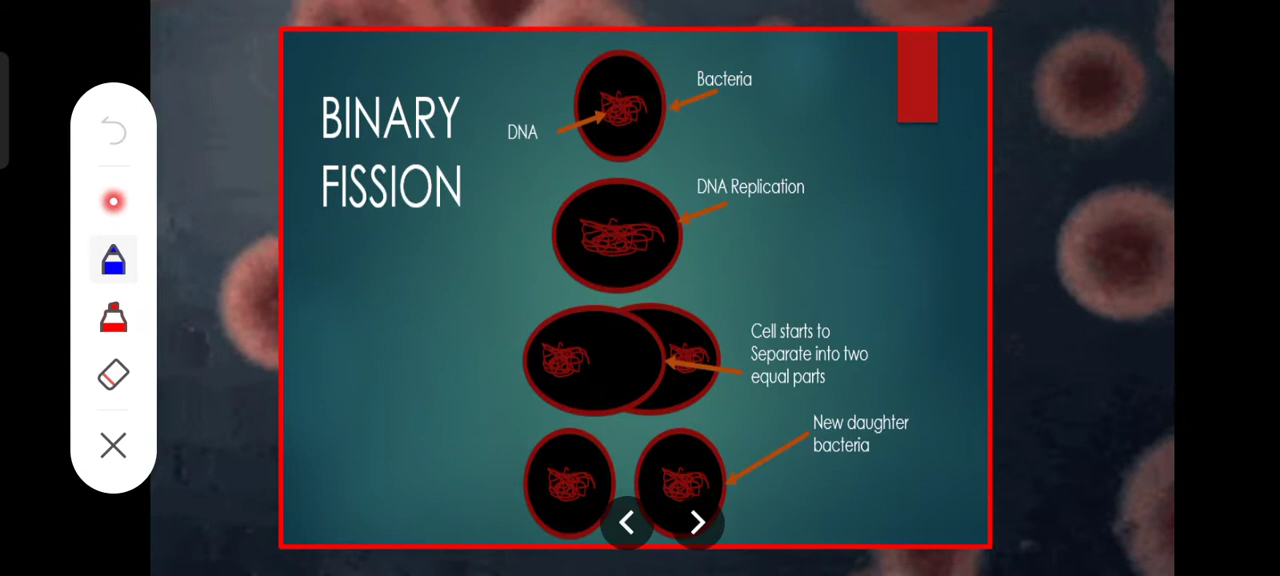 BINARY
FISSION
Bacteria
DNA
DNA Replication
Cell starts to
Separate into two
equal parts
New daughter
bacteria